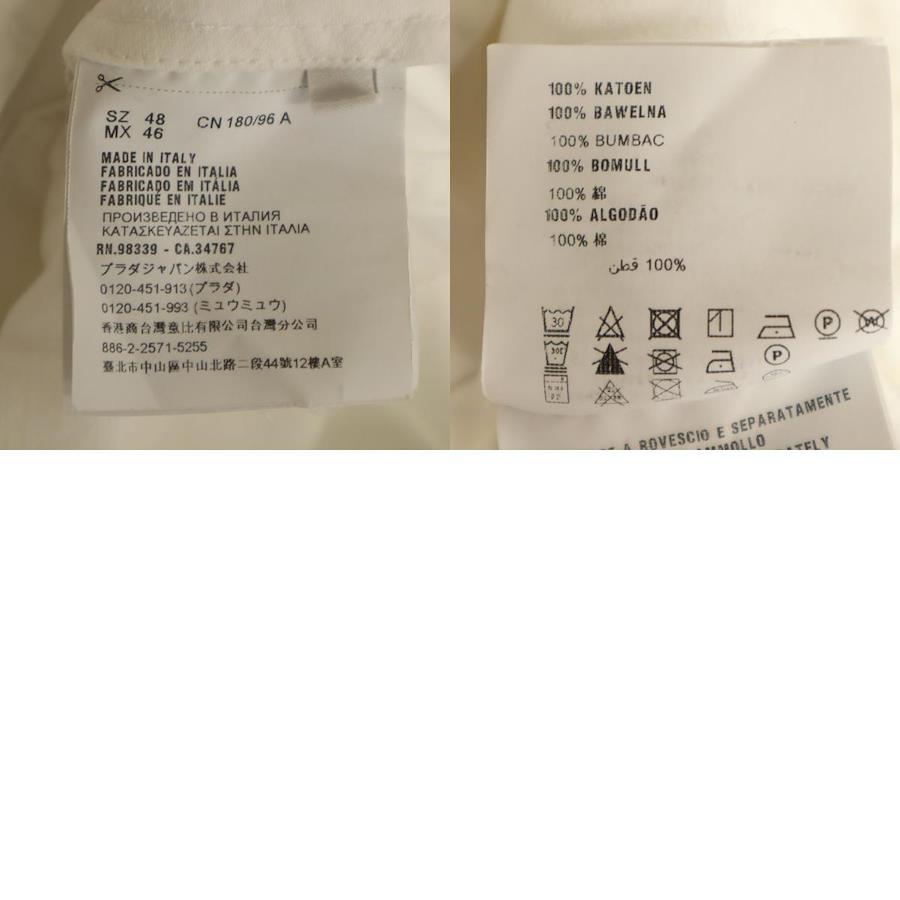 SZ 48
MX 46
CN 180/96 A
MADE IN ITALY
FABRICADO EN ITALIA
FABRICADO EM ITÁLIA
FABRIQUÉ EN ITALIE
ПРОИЗВЕДЕНО В ИТАЛИЯ
ΚΑΤΑΣΚΕΥΑΖΕΤΑΙ ΣΤΗΝ ΙΤΑΛΙΑ
RN.98339 - CA.34767
プラダジャパン株式会社
0120-451-913 (プラダ)
0120-451-993 (ミュウミュウ)
香港商台灣意比有限公司台灣分公司
886-2-2571-5255
臺北市中山區中山北路二段44號12樓A室
100% KATOEN
100% BAWELNA
100% BUMBAC
100% BOMULL
100% 綿
100% ALGODÃO
100% 棉
100% قطن
30 P W
30 P
A ROVESCIO E SEPARATAMENTE